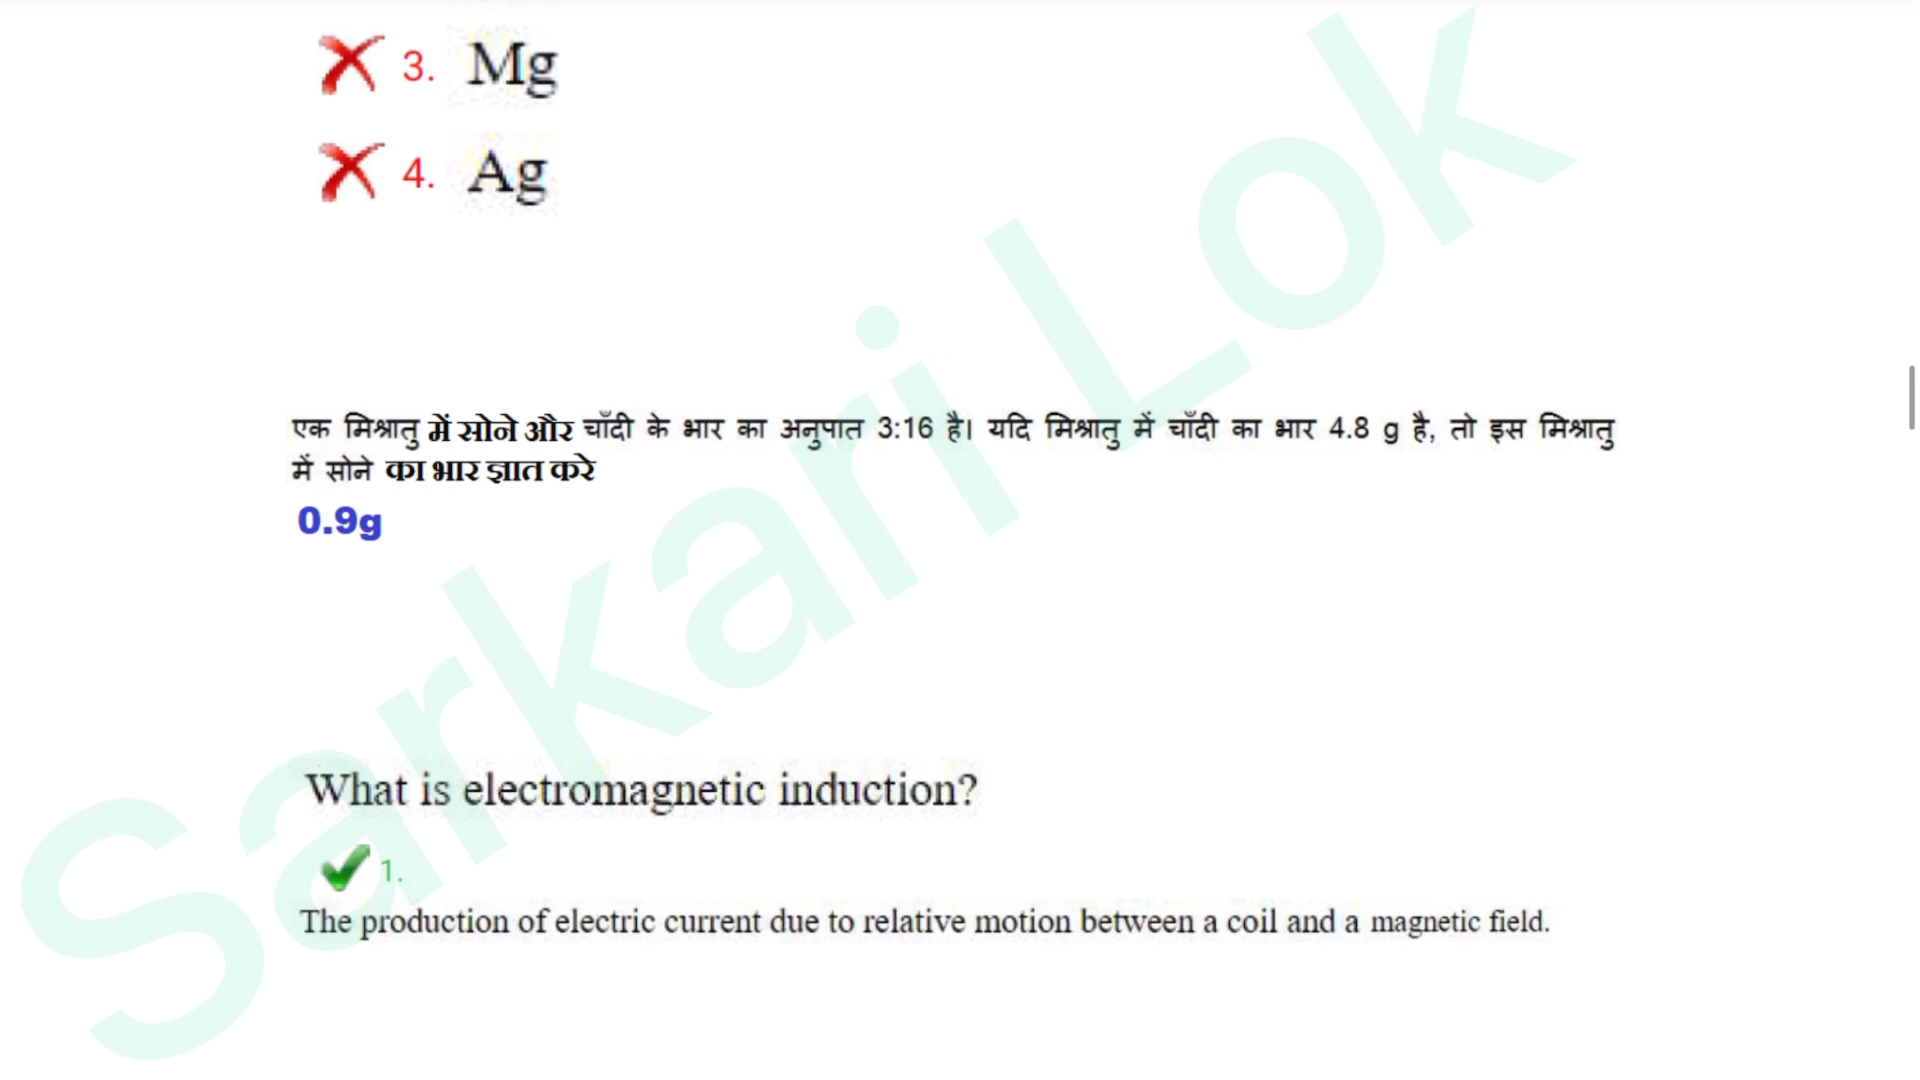 3. Mg
4. Ag
एक मिश्रातु में सोने और चाँदी के भार का अनुपात 3:16 है। यदि मिश्रातु में चाँदी का भार 4.8 g है, तो इस मिश्रातु
में सोने का भार ज्ञात करे
0.9g
What is electromagnetic induction?
1.
The production of electric current due to relative motion between a coil and a magnetic field.
Sarkari Lok